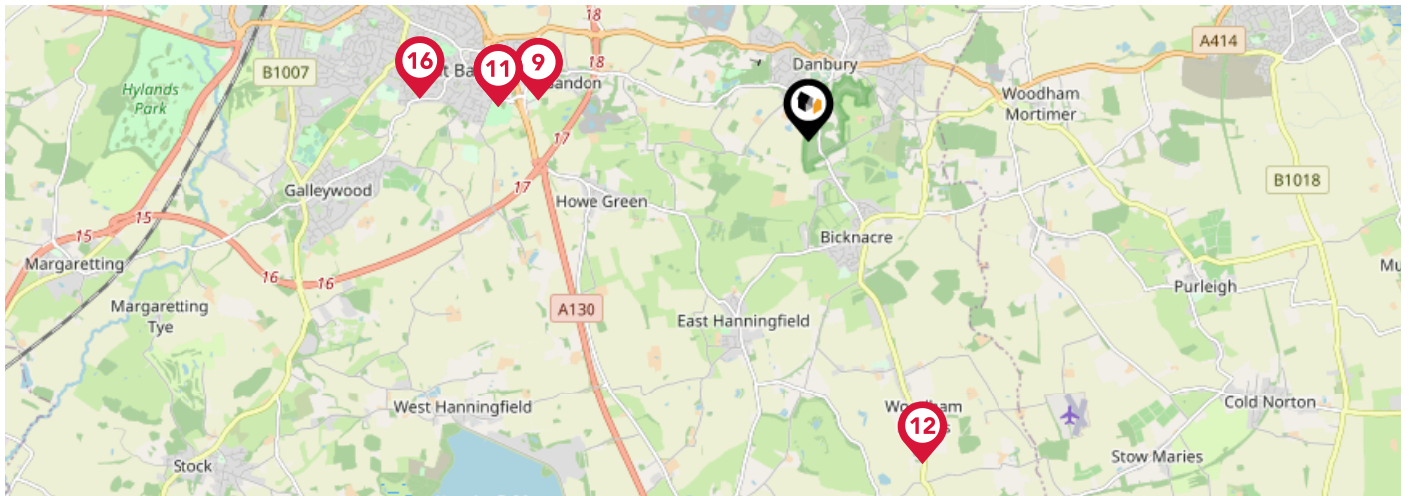 18
A414
16
11
9
18
B1007
Danbury
Hylands
Park
Woodham
Mortimer
17
B1018
17
Galleywood
Howe Green
15
15
Bicknacre
Margaretting
16
16
Purleigh
Margaretting
Tye
A130
East Hanningfield
West Hanningfield
Cold Norton
12
Stock
Stow Maries